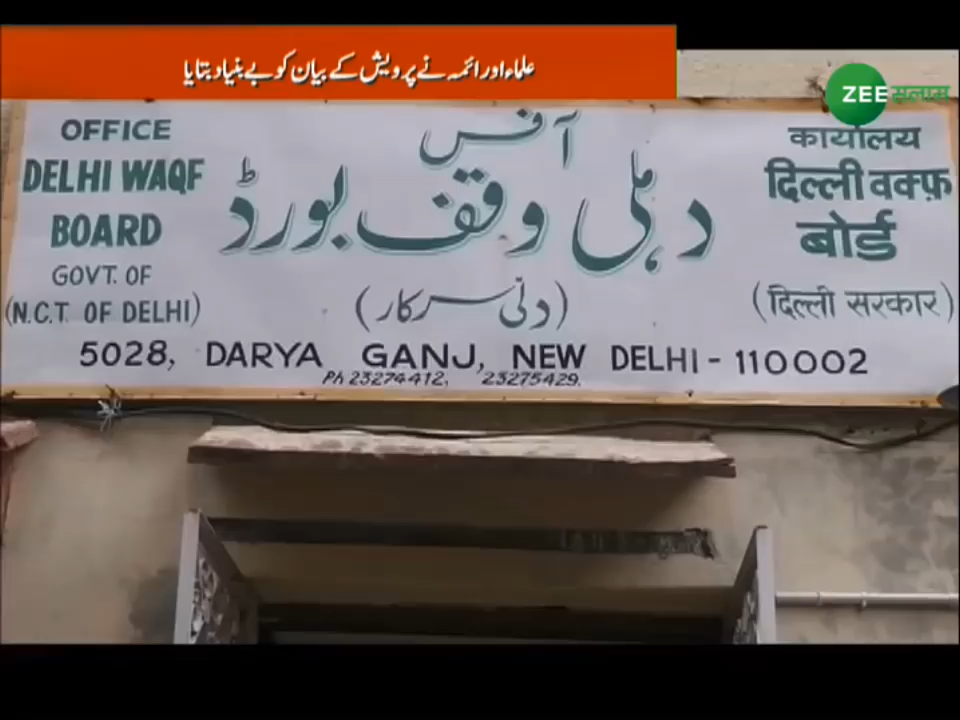 علماء اور ائمہ نے پرویش کے بیان کو بے بنیاد بتایا
ZEE सलाम
OFFICE
DELHI WAQF
BOARD
GOVT. OF
(N.C.T. OF DELHI)
آفس
دہلی وقف بورڈ
(دلی سرکار)
कार्यालय
दिल्ली वक्फ़
बोर्ड
(दिल्ली सरकार)
5028, DARYA GANJ, NEW DELHI - 110002
Ph 23274412, 23275429.